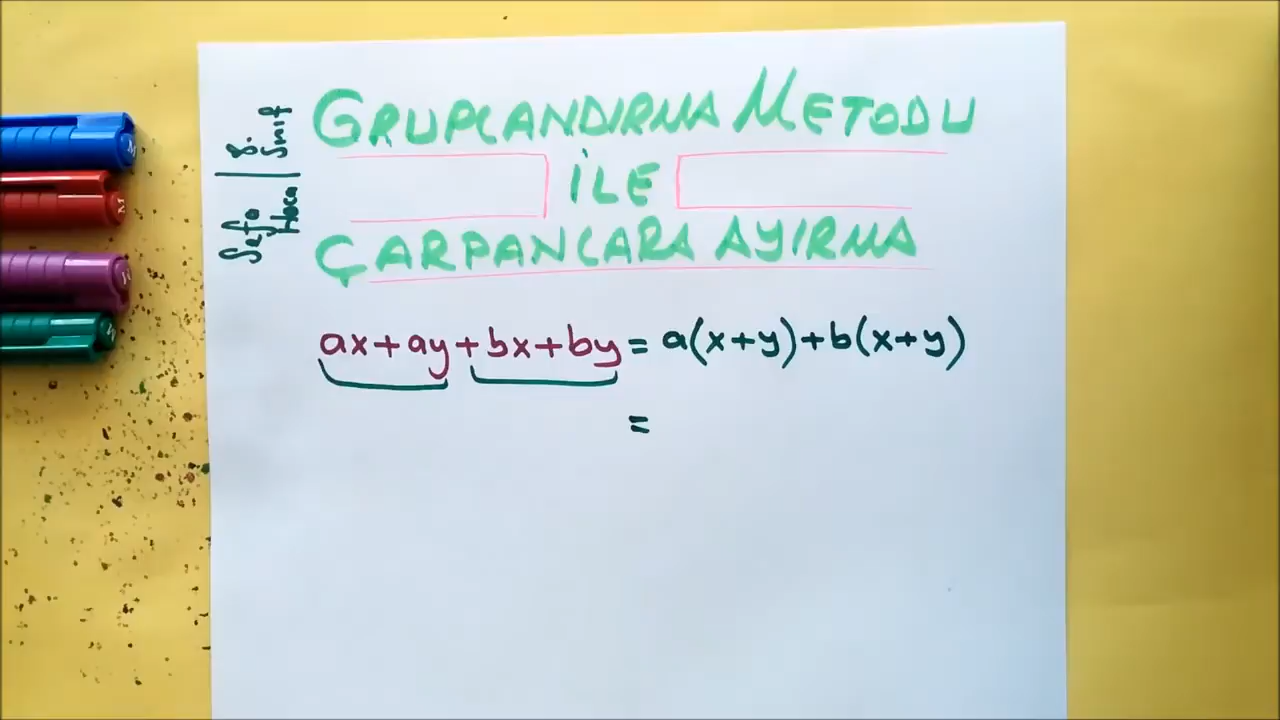 GRUPLANDIRMA METODU
İLE
ÇARPANLARA AYIRMA
Sefa Hoca | 8. Sınıf
ax+ay+bx+by = a(x+y)+b(x+y)
=